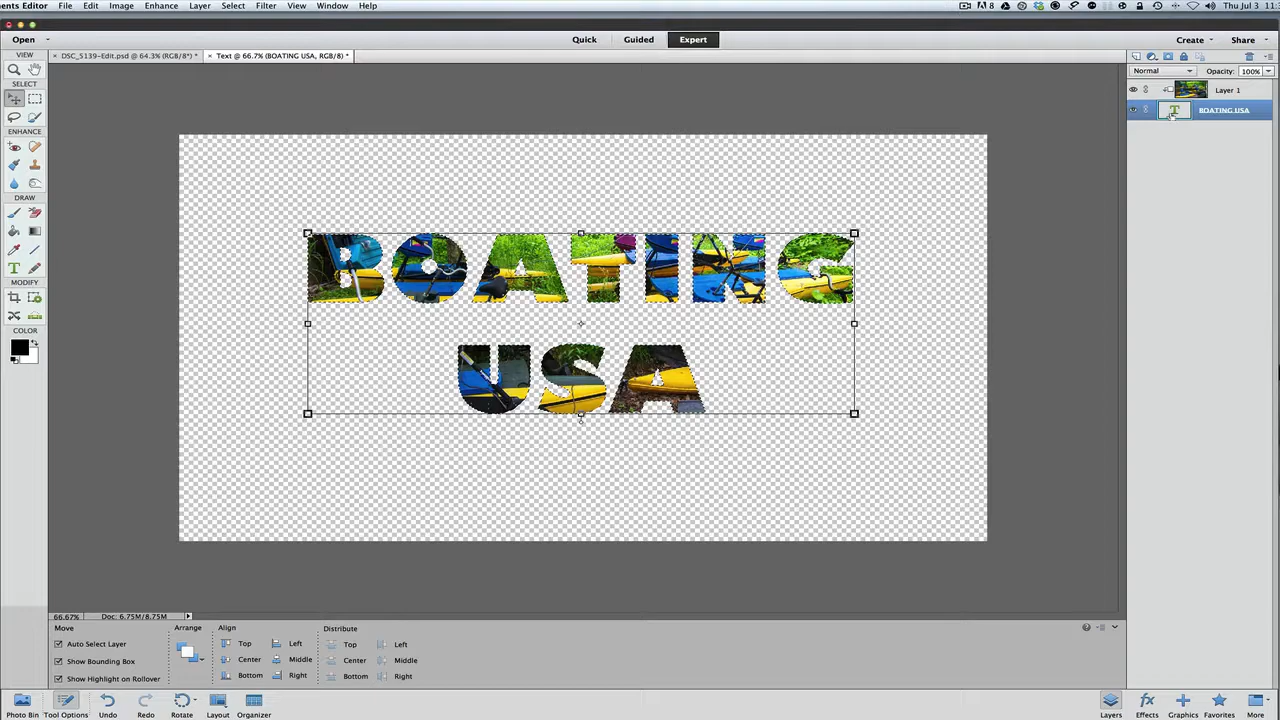 ments Editor File Edit Image Enhance Layer Select Filter View Window Help 8 Thu Jul 3
Open Quick Guided Expert Create Share
DSC_5139-Edit.psd @ 64.3% (RGB/8*) * Text @ 66.7% (BOATING USA, RGB/8) *
VIEW
SELECT
ENHANCE
DRAW
MODIFY
COLOR
Normal Opacity: 100%
Layer 1
BOATING USA
BOATING
USA
66.67% Doc: 6.75M/8.75M
Move Arrange Align Distribute
Auto Select Layer Top Left Top Left
Show Bounding Box Center Middle Center Middle
Show Highlight on Rollover Bottom Right Bottom Right
Photo Bin Tool Options Undo Redo Rotate Layout Organizer Layers Effects Graphics Favorites More